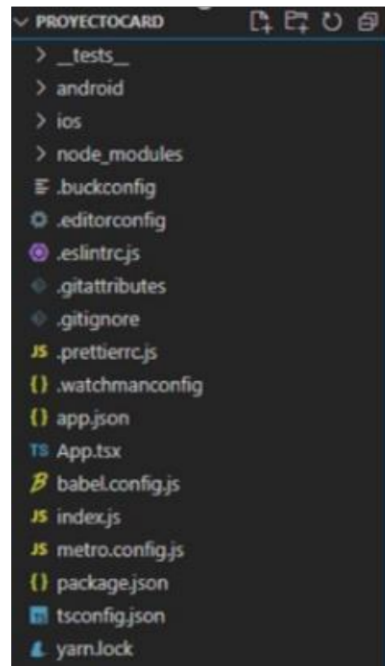 PROYECTOCARD
__tests__
android
ios
node_modules
.buckconfig
.editorconfig
.eslintrc.js
.gitattributes
.gitignore
JS .prettierrc.js
{} .watchmanconfig
{} app.json
TS App.tsx
babel.config.js
JS index.js
JS metro.config.js
{} package.json
TS tsconfig.json
yarn.lock